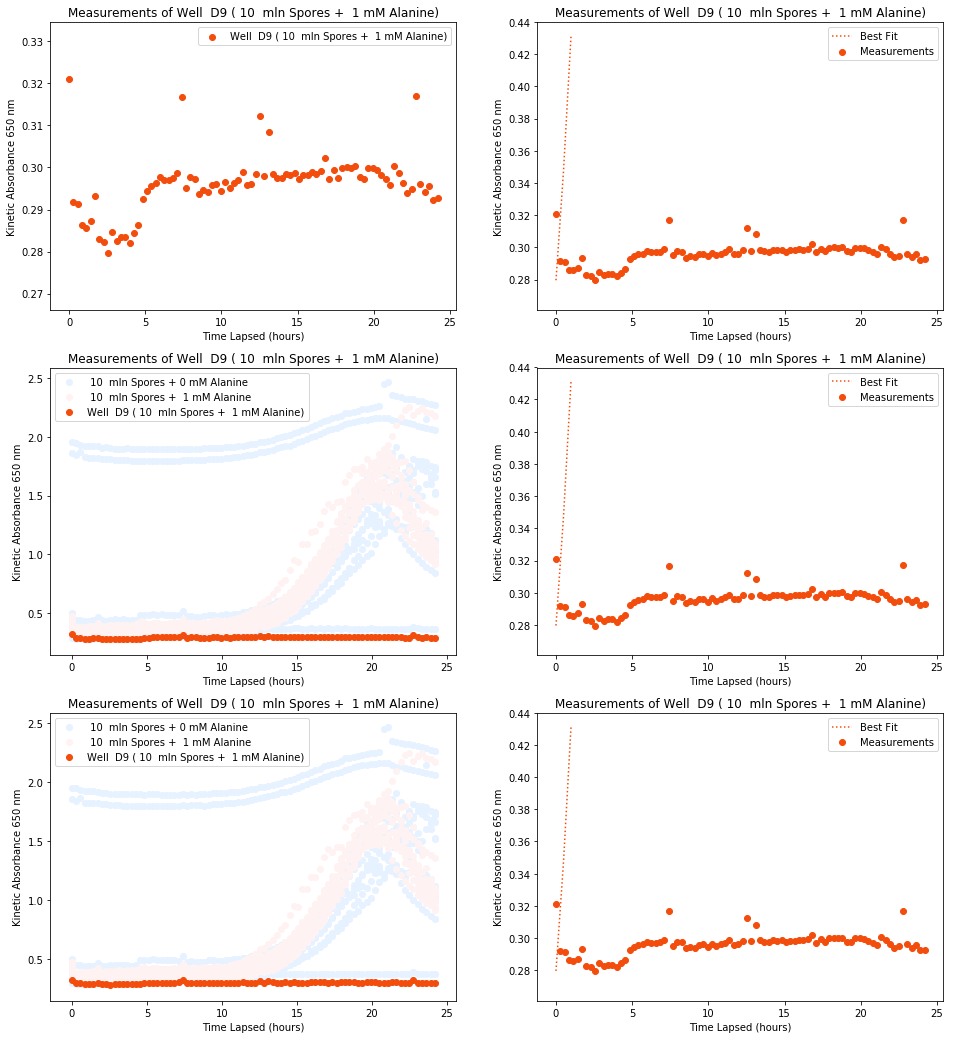 Measurements of Well  D9 ( 10  mln Spores +  1 mM Alanine)
Well  D9 ( 10  mln Spores +  1 mM Alanine)
Kinetic Absorbance 650 nm
0.33
0.32
0.31
0.30
0.29
0.28
0.27
0 5 10 15 20 25
Time Lapsed (hours)
Measurements of Well  D9 ( 10  mln Spores +  1 mM Alanine)
Best Fit
Measurements
Kinetic Absorbance 650 nm
0.44
0.42
0.40
0.38
0.36
0.34
0.32
0.30
0.28
0 5 10 15 20 25
Time Lapsed (hours)
Measurements of Well  D9 ( 10  mln Spores +  1 mM Alanine)
10  mln Spores + 0 mM Alanine
10  mln Spores +  1 mM Alanine
Well  D9 ( 10  mln Spores +  1 mM Alanine)
Kinetic Absorbance 650 nm
2.5
2.0
1.5
1.0
0.5
0 5 10 15 20 25
Time Lapsed (hours)
Measurements of Well  D9 ( 10  mln Spores +  1 mM Alanine)
Best Fit
Measurements
Kinetic Absorbance 650 nm
0.44
0.42
0.40
0.38
0.36
0.34
0.32
0.30
0.28
0 5 10 15 20 25
Time Lapsed (hours)
Measurements of Well  D9 ( 10  mln Spores +  1 mM Alanine)
10  mln Spores + 0 mM Alanine
10  mln Spores +  1 mM Alanine
Well  D9 ( 10  mln Spores +  1 mM Alanine)
Kinetic Absorbance 650 nm
2.5
2.0
1.5
1.0
0.5
0 5 10 15 20 25
Time Lapsed (hours)
Measurements of Well  D9 ( 10  mln Spores +  1 mM Alanine)
Best Fit
Measurements
Kinetic Absorbance 650 nm
0.44
0.42
0.40
0.38
0.36
0.34
0.32
0.30
0.28
0 5 10 15 20 25
Time Lapsed (hours)